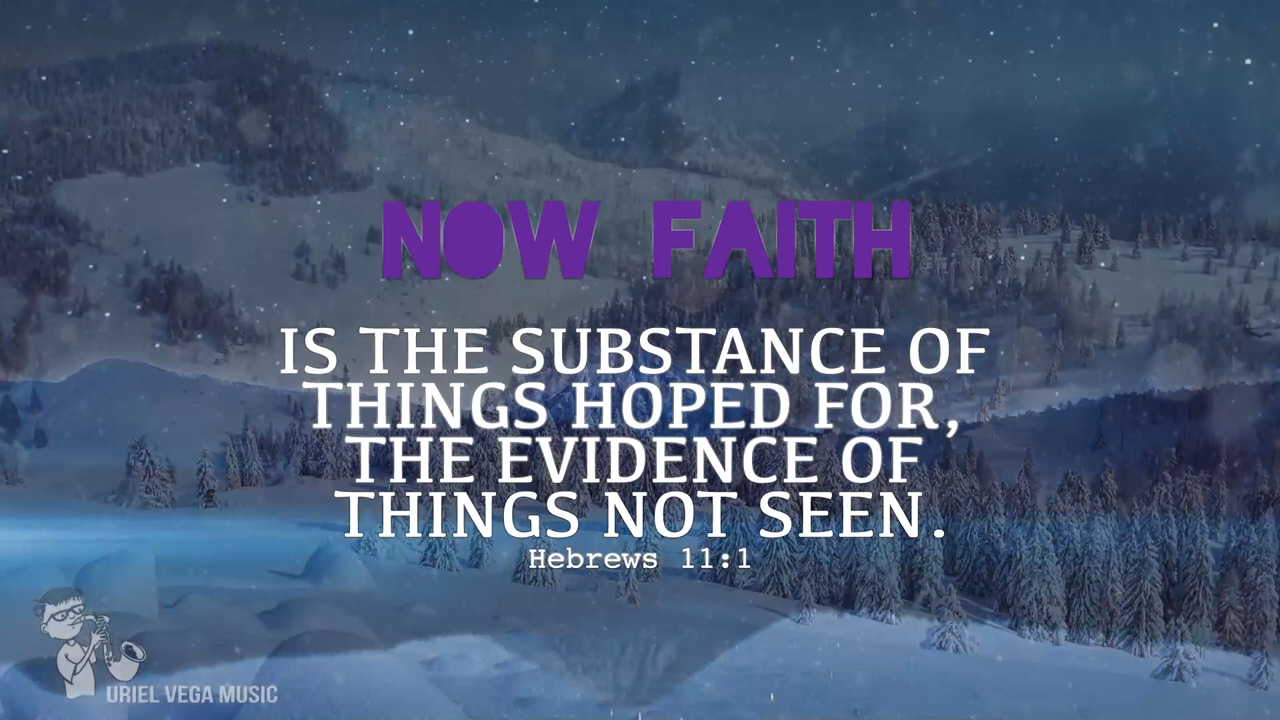 NOW FAITH
IS THE SUBSTANCE OF
THINGS HOPED FOR,
THE EVIDENCE OF
THINGS NOT SEEN.
Hebrews 11:1
URIEL VEGA MUSIC